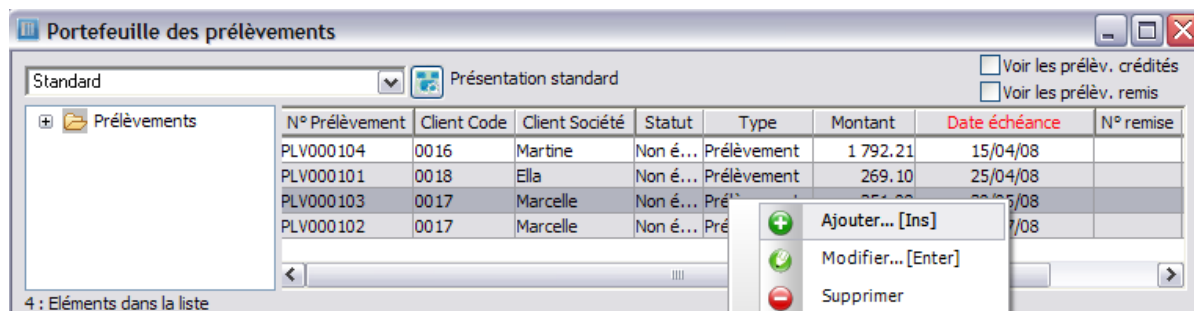 Portefeuille des prélèvements
Standard
Présentation standard
Voir les prélèv. crédités
Voir les prélèv. remis
Prélèvements
N° Prélèvement Client Code Client Société Statut Type Montant Date échéance N° remise
PLV000104 0016 Martine Non é... Prélèvement 1 792.21 15/04/08
PLV000101 0018 Ella Non é... Prélèvement 269.10 25/04/08
PLV000103 0017 Marcelle Non é...
PLV000102 0017 Marcelle Non é... Pré 7/08
Ajouter... [Ins]
Modifier... [Enter]
Supprimer
4 : Eléments dans la liste